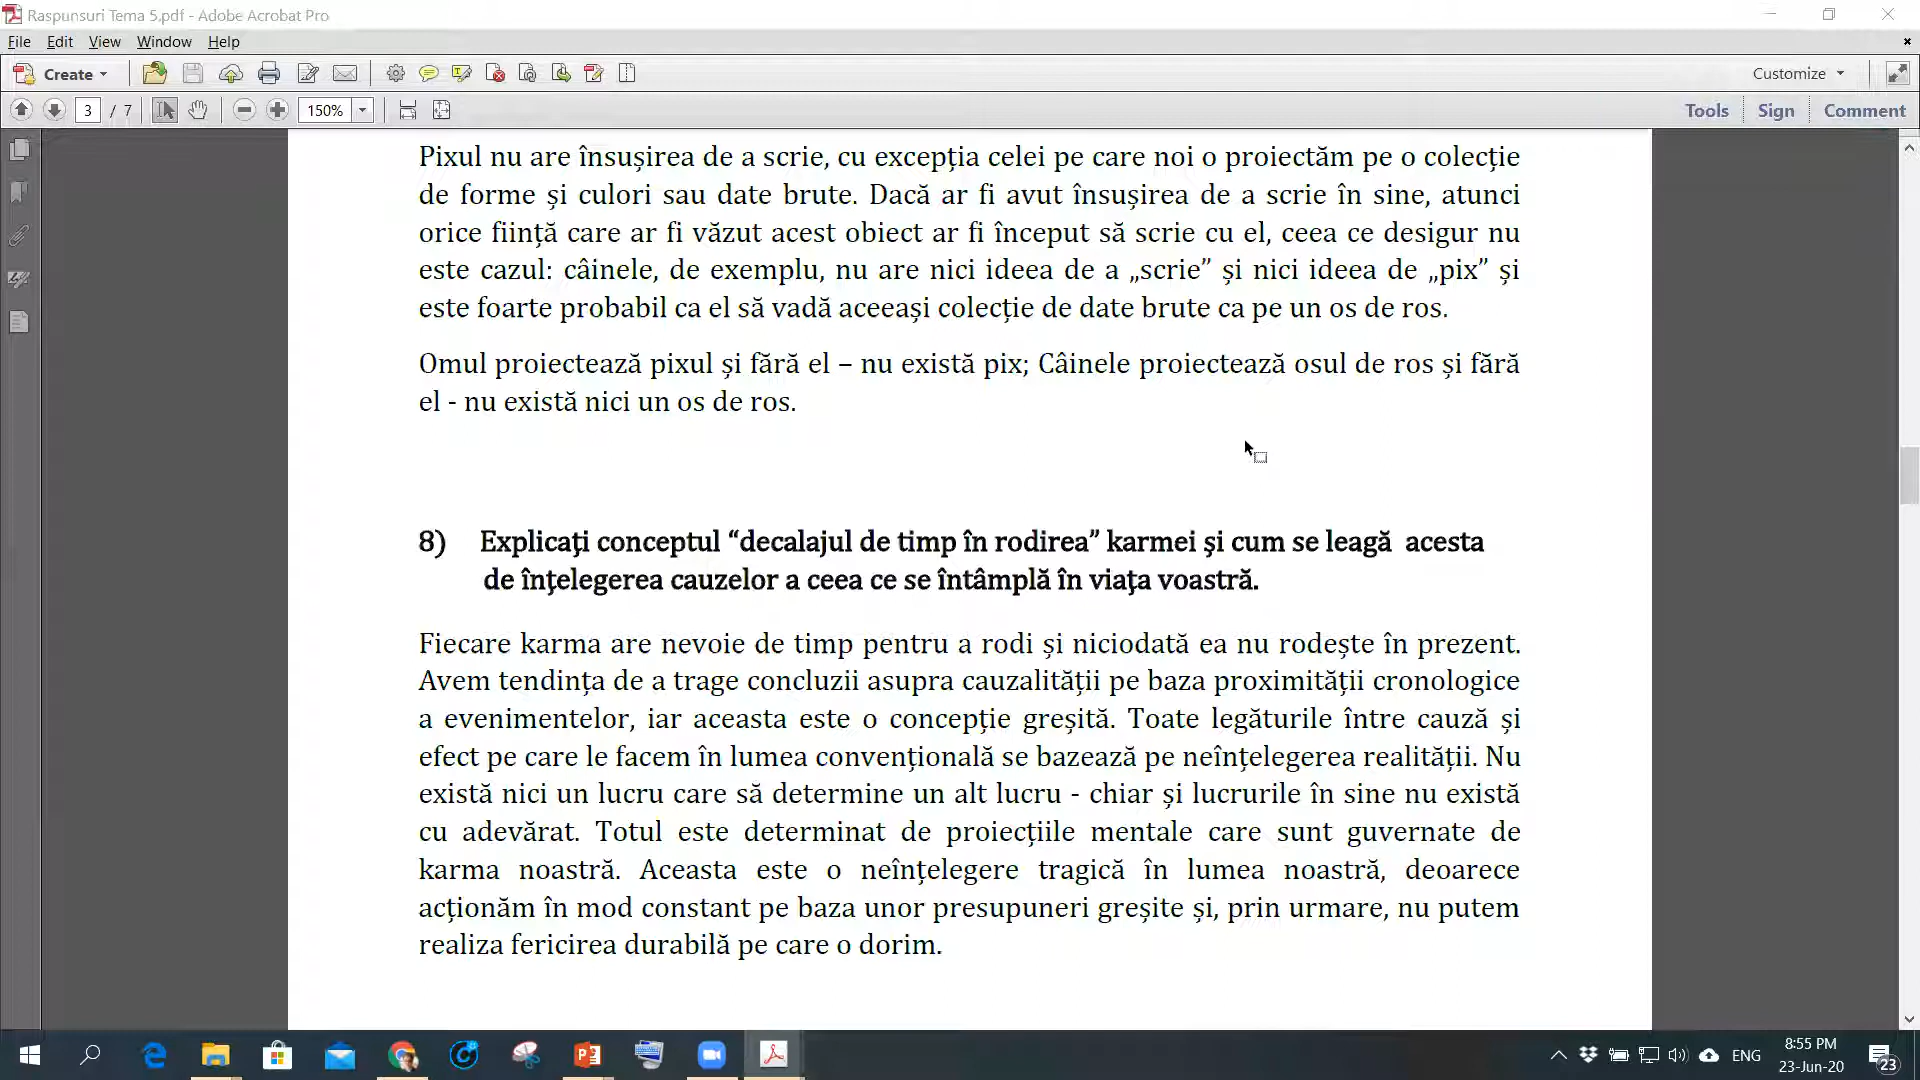 Raspunsuri Tema 5.pdf - Adobe Acrobat Pro
File Edit View Window Help
Create Customize
3 / 7 150% Tools Sign Comment
Pixul nu are însușirea de a scrie, cu excepția celei pe care noi o proiectăm pe o colecție
de forme și culori sau date brute. Dacă ar fi avut însușirea de a scrie în sine, atunci
orice ființă care ar fi văzut acest obiect ar fi început să scrie cu el, ceea ce desigur nu
este cazul: câinele, de exemplu, nu are nici ideea de a „scrie” și nici ideea de „pix” și
este foarte probabil ca el să vadă aceeași colecție de date brute ca pe un os de ros.
Omul proiectează pixul și fără el – nu există pix; Câinele proiectează osul de ros și fără
el - nu există nici un os de ros.
8) Explicaţi conceptul “decalajul de timp în rodirea” karmei şi cum se leagă acesta
de înţelegerea cauzelor a ceea ce se întâmplă în viaţa voastră.
Fiecare karma are nevoie de timp pentru a rodi și niciodată ea nu rodește în prezent.
Avem tendința de a trage concluzii asupra cauzalității pe baza proximității cronologice
a evenimentelor, iar aceasta este o concepție greșită. Toate legăturile între cauză și
efect pe care le facem în lumea convențională se bazează pe neînțelegerea realității. Nu
există nici un lucru care să determine un alt lucru - chiar și lucrurile în sine nu există
cu adevărat. Totul este determinat de proiecțiile mentale care sunt guvernate de
karma noastră. Aceasta este o neînțelegere tragică în lumea noastră, deoarece
acționăm în mod constant pe baza unor presupuneri greșite și, prin urmare, nu putem
realiza fericirea durabilă pe care o dorim.
ENG 8:55 PM
23-Jun-20 23